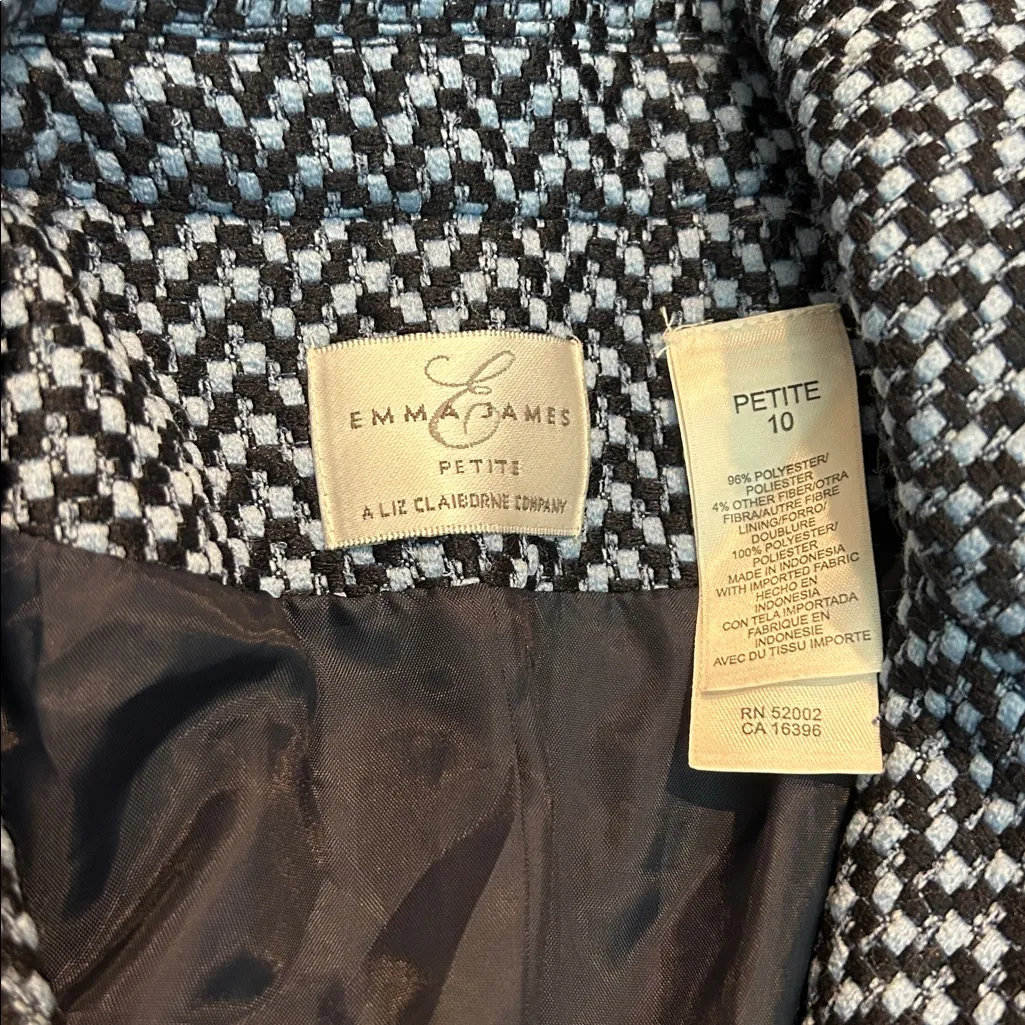 E
EMMA JAMES
PETITE
A LIZ CLAIBORNE COMPANY
PETITE
10
96% POLYESTER/
POLIESTER
4% OTHER FIBER/OTRA
FIBRA/AUTRE FIBRE
LINING/FORRO/
DOUBLURE
100% POLYESTER/
POLIESTER
MADE IN INDONESIA
WITH IMPORTED FABRIC
HECHO EN
INDONESIA
CON TELA IMPORTADA
FABRIQUE EN
INDONESIE
AVEC DU TISSU IMPORTE
RN 52002
CA 16396